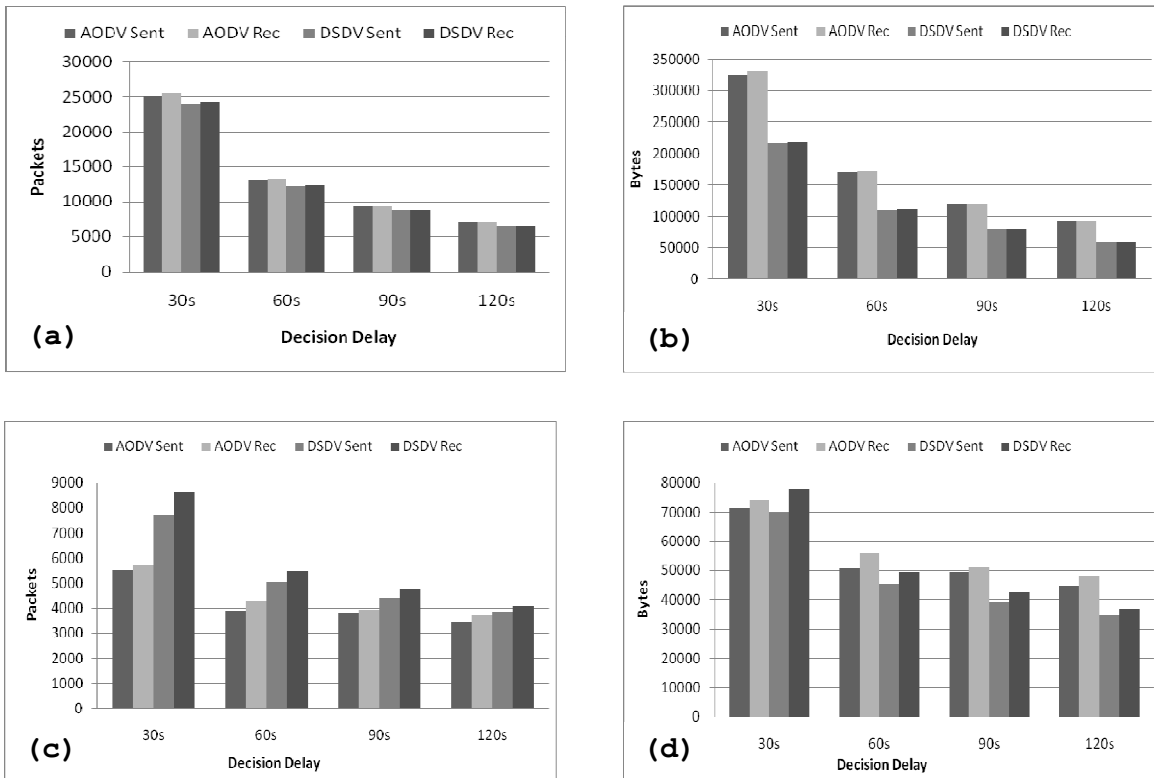 AODV Sent AODV Rec DSDV Sent DSDV Rec
30000
25000
20000
15000
10000
5000
0
Packets
30s 60s 90s 120s
Decision Delay
(a)
AODV Sent AODV Rec DSDV Sent DSDV Rec
350000
300000
250000
200000
150000
100000
50000
0
Bytes
30s 60s 90s 120s
Decision Delay
(b)
AODV Sent AODV Rec DSDV Sent DSDV Rec
9000
8000
7000
6000
5000
4000
3000
2000
1000
0
Packets
30s 60s 90s 120s
Decision Delay
(c)
AODV Sent AODV Rec DSDV Sent DSDV Rec
80000
70000
60000
50000
40000
30000
20000
10000
0
Bytes
30s 60s 90s 120s
Decision Delay
(d)